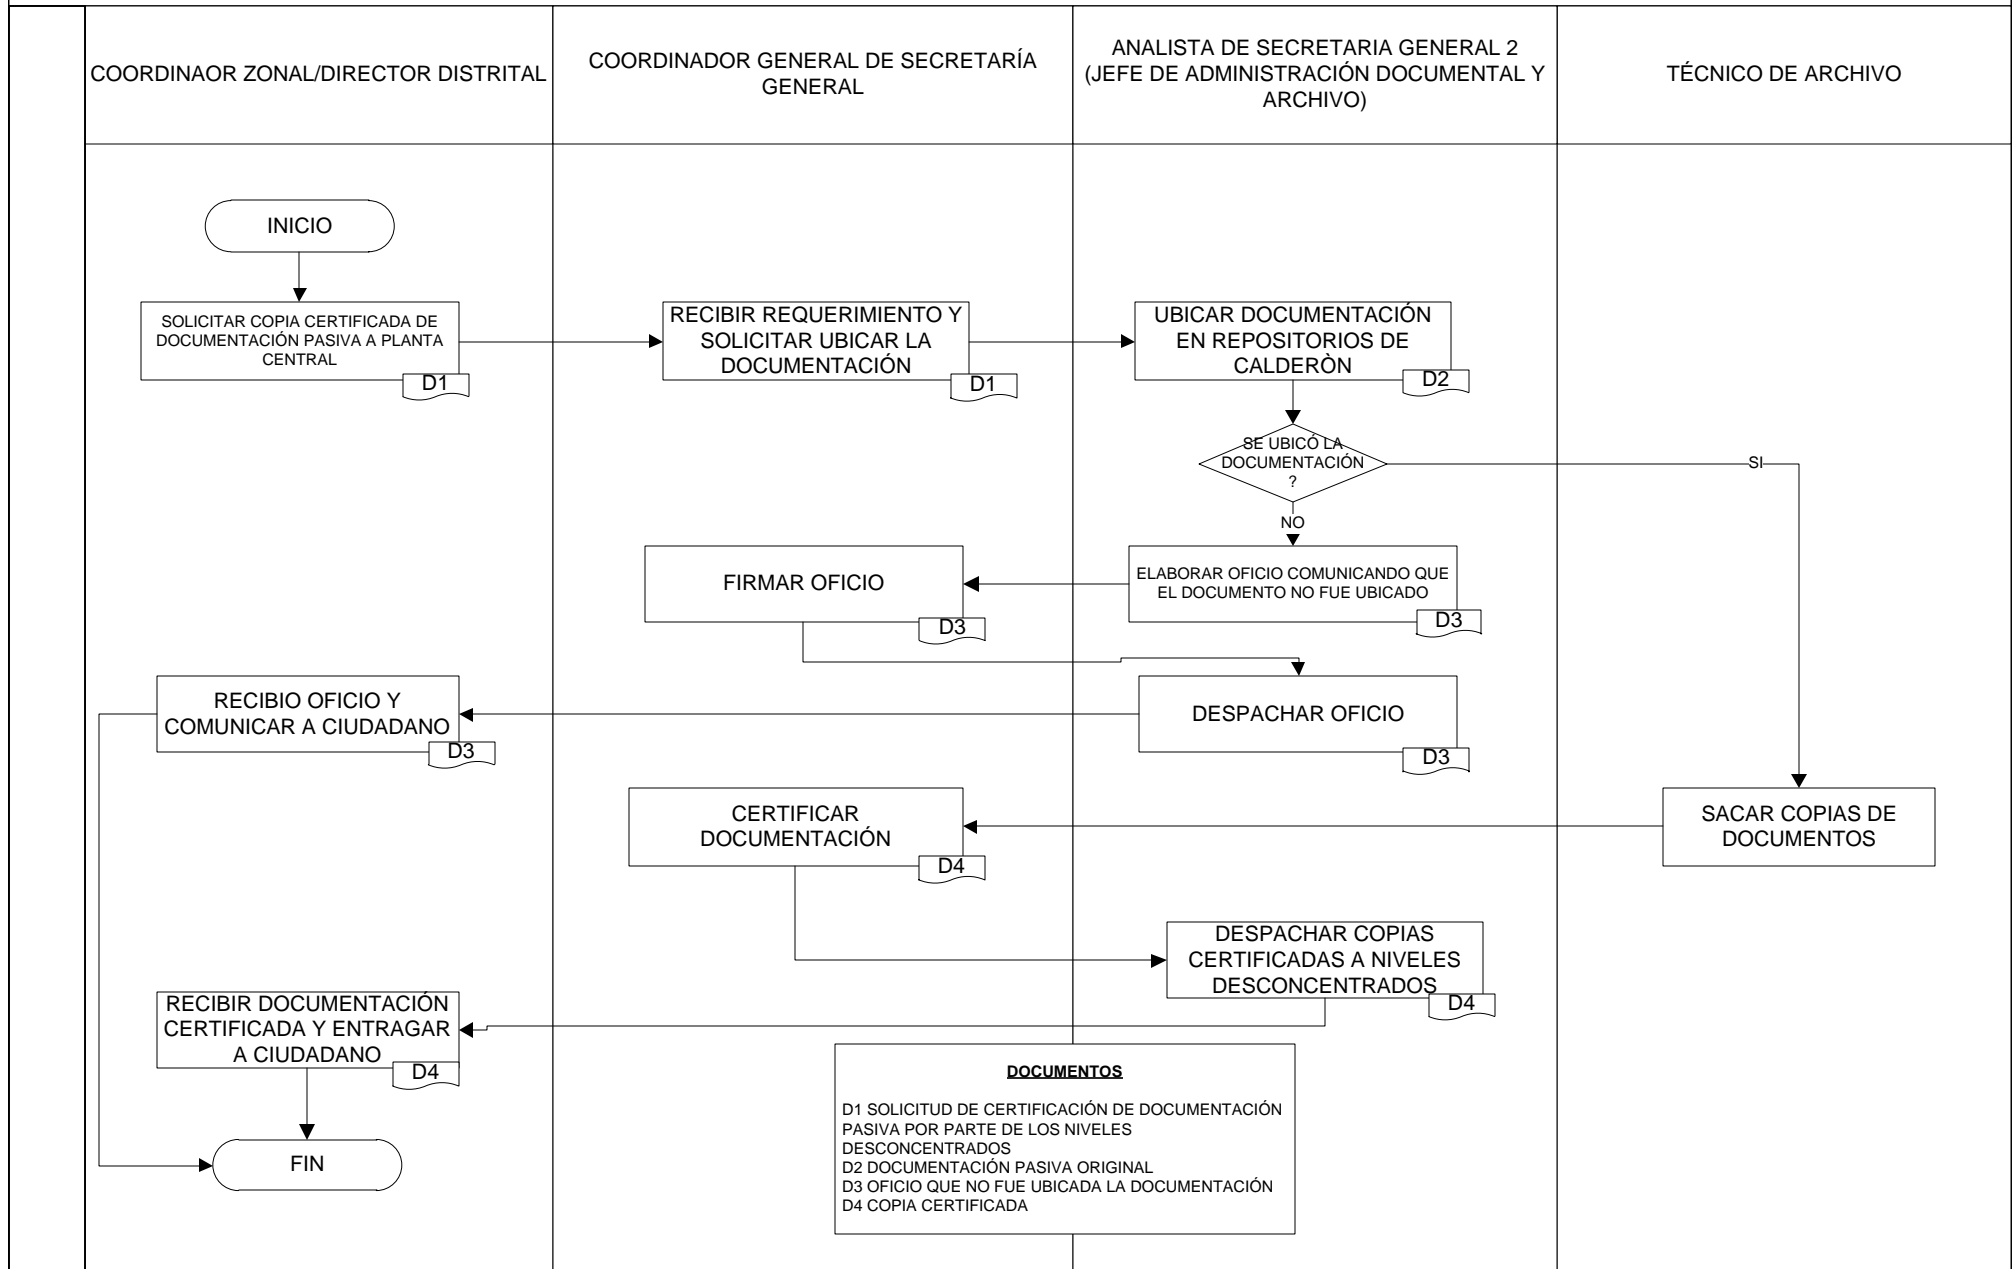 COORDINAOR ZONAL/DIRECTOR DISTRITAL
COORDINADOR GENERAL DE SECRETARÍA
GENERAL
ANALISTA DE SECRETARIA GENERAL 2
(JEFE DE ADMINISTRACIÓN DOCUMENTAL Y
ARCHIVO)
TÉCNICO DE ARCHIVO
INICIO
SOLICITAR COPIA CERTIFICADA DE
DOCUMENTACIÓN PASIVA A PLANTA
CENTRAL
D1
RECIBIR REQUERIMIENTO Y
SOLICITAR UBICAR LA
DOCUMENTACIÓN
D1
UBICAR DOCUMENTACIÓN
EN REPOSITORIOS DE
CALDERÒN
D2
SE UBICÓ LA
DOCUMENTACIÓN
?
SI
NO
ELABORAR OFICIO COMUNICANDO QUE
EL DOCUMENTO NO FUE UBICADO
D3
FIRMAR OFICIO
D3
DESPACHAR OFICIO
D3
RECIBIO OFICIO Y
COMUNICAR A CIUDADANO
D3
SACAR COPIAS DE
DOCUMENTOS
CERTIFICAR
DOCUMENTACIÓN
D4
DESPACHAR COPIAS
CERTIFICADAS A NIVELES
DESCONCENTRADOS
D4
RECIBIR DOCUMENTACIÓN
CERTIFICADA Y ENTRAGAR
A CIUDADANO
D4
FIN
DOCUMENTOS
D1 SOLICITUD DE CERTIFICACIÓN DE DOCUMENTACIÓN
PASIVA POR PARTE DE LOS NIVELES
DESCONCENTRADOS
D2 DOCUMENTACIÓN PASIVA ORIGINAL
D3 OFICIO QUE NO FUE UBICADA LA DOCUMENTACIÓN
D4 COPIA CERTIFICADA